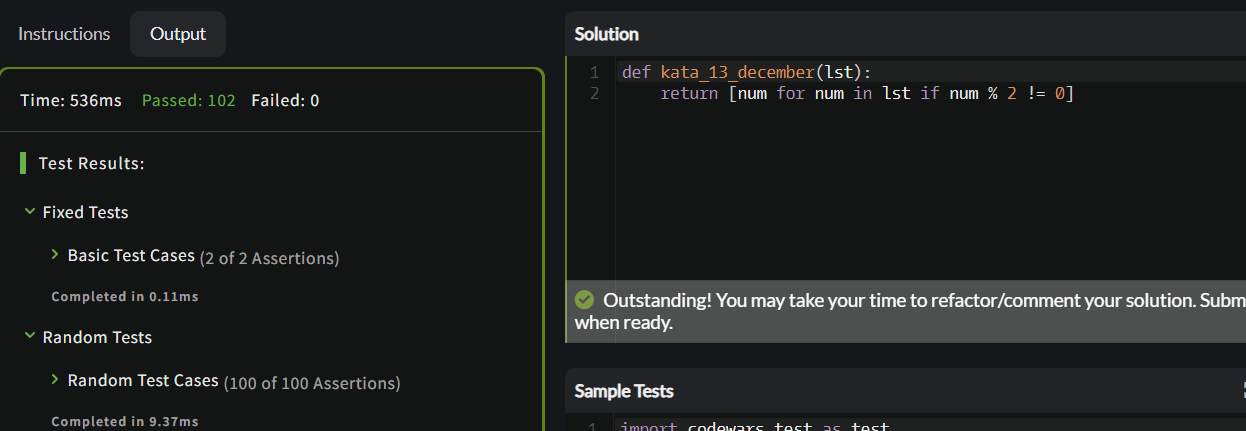 Instructions
Output
Time: 536ms Passed: 102 Failed: 0
Test Results:
Fixed Tests
Basic Test Cases (2 of 2 Assertions)
Completed in 0.11ms
Random Tests
Random Test Cases (100 of 100 Assertions)
Completed in 9.37ms
Solution
1 def kata_13_december(lst):
2     return [num for num in lst if num % 2 != 0]
Outstanding! You may take your time to refactor/comment your solution. Subm
when ready.
Sample Tests
1 import codewars_test as test